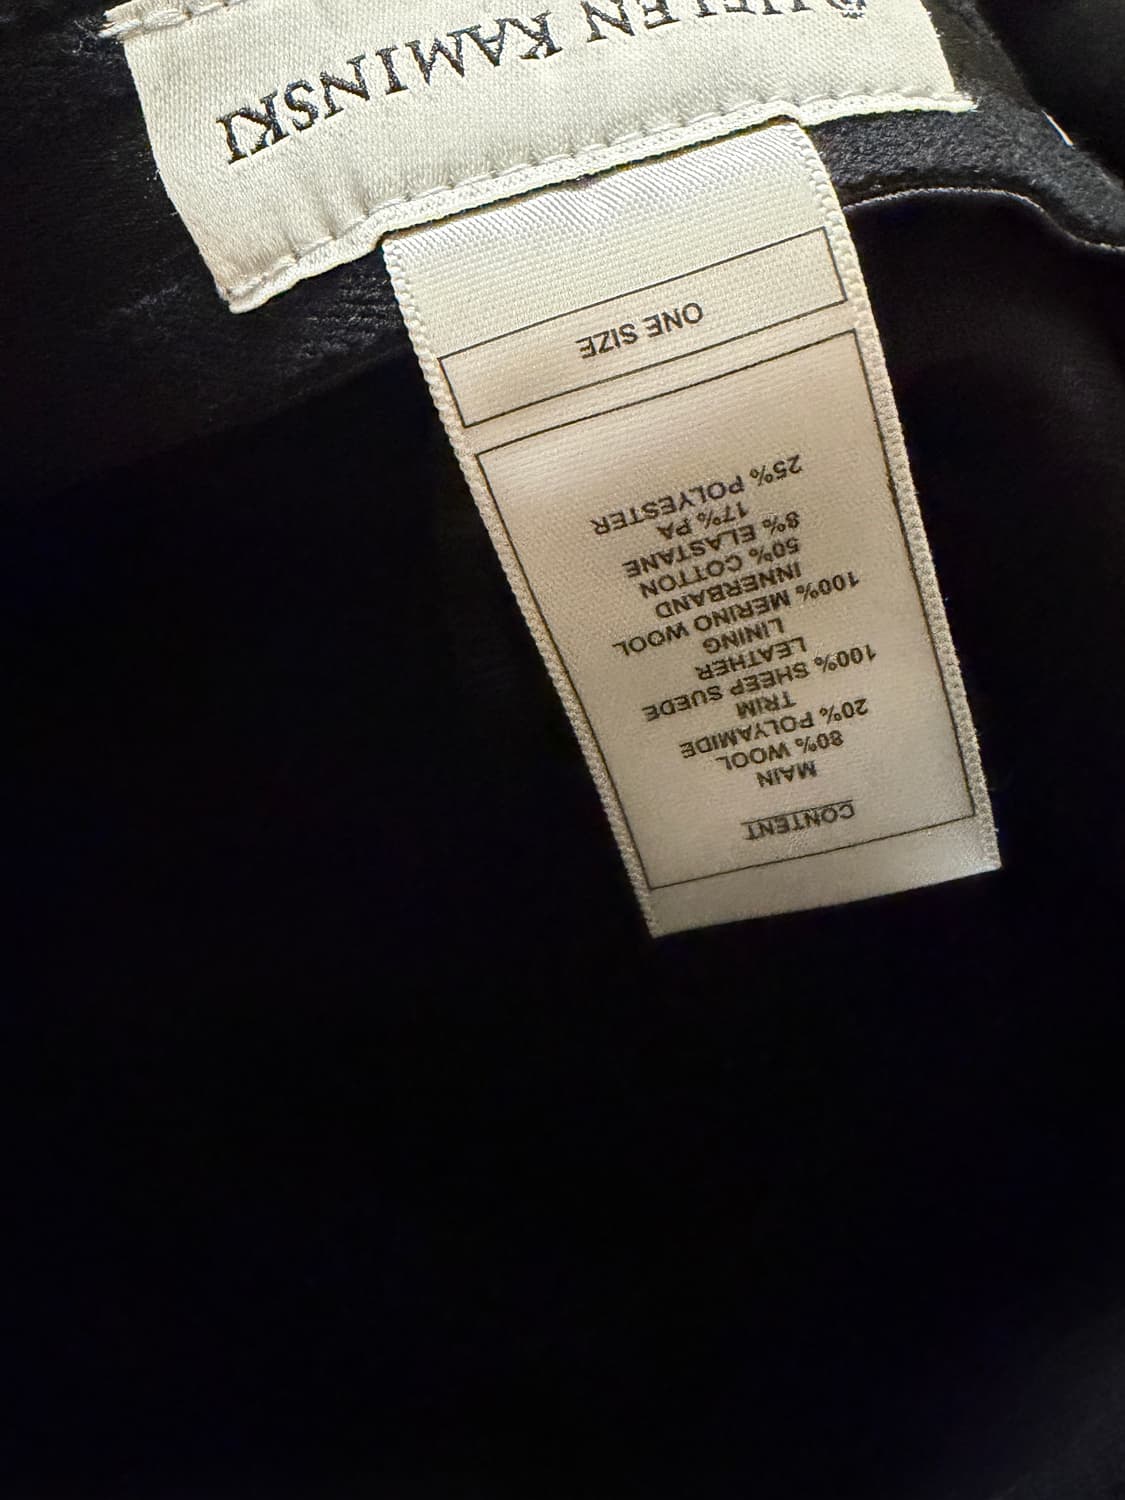 HELEN KAMINSKI
ONE SIZE
CONTENT
MAIN
80% WOOL
20% POLYAMIDE
TRIM
100% SHEEP SUEDE
LEATHER
LINING
100% MERINO WOOL
INNERBAND
50% COTTON
8% ELASTANE
17% PA
25% POLYESTER